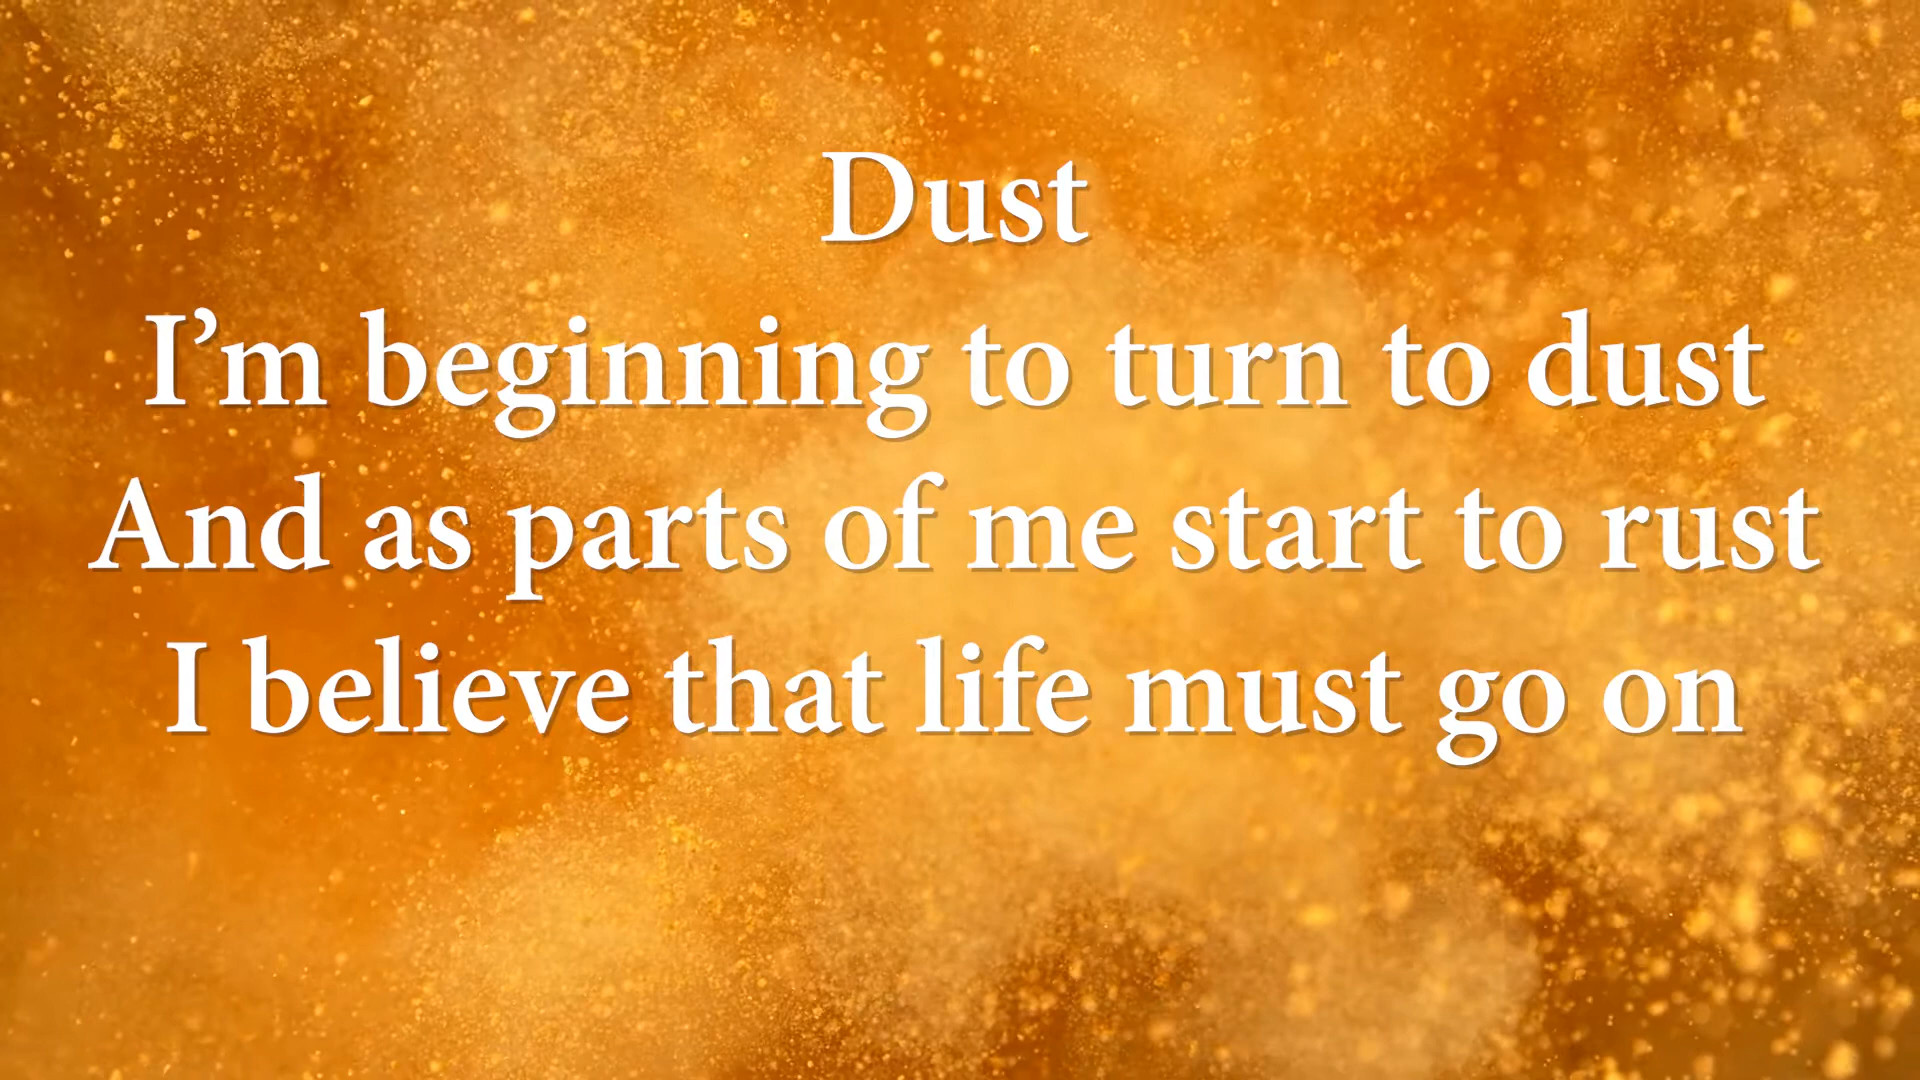 Dust
I’m beginning to turn to dust
And as parts of me start to rust
I believe that life must go on